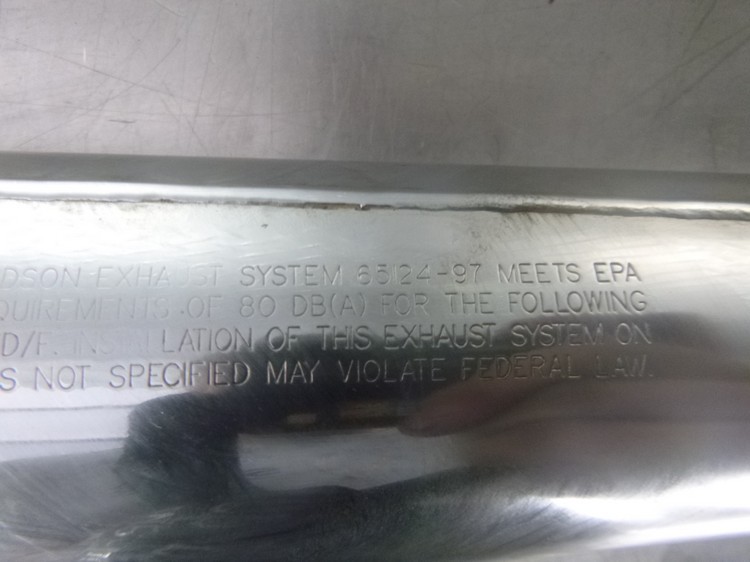 DSON EXHAUST SYSTEM 65124-97 MEETS EPA
QUIREMENTS OF 80 DB(A) FOR THE FOLLOWING
D/F. INSTALLATION OF THIS EXHAUST SYSTEM ON
S NOT SPECIFIED MAY VIOLATE FEDERAL LAW.